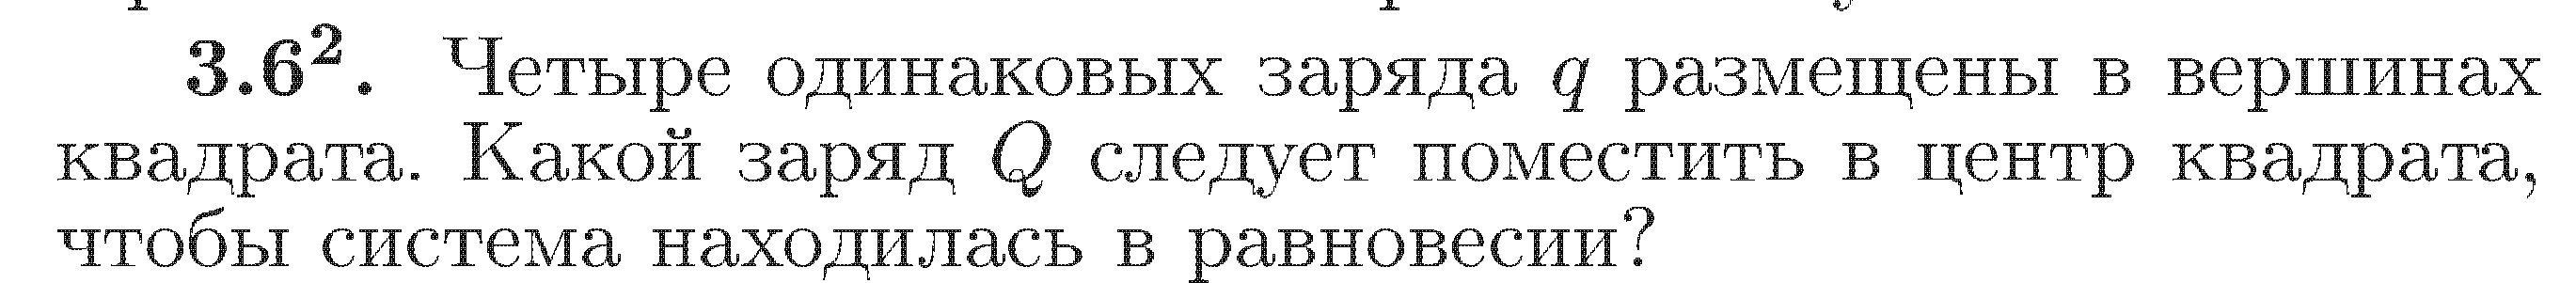 3.6². Четыре одинаковых заряда q размещены в вершинах
квадрата. Какой заряд Q следует поместить в центр квадрата,
чтобы система находилась в равновесии?